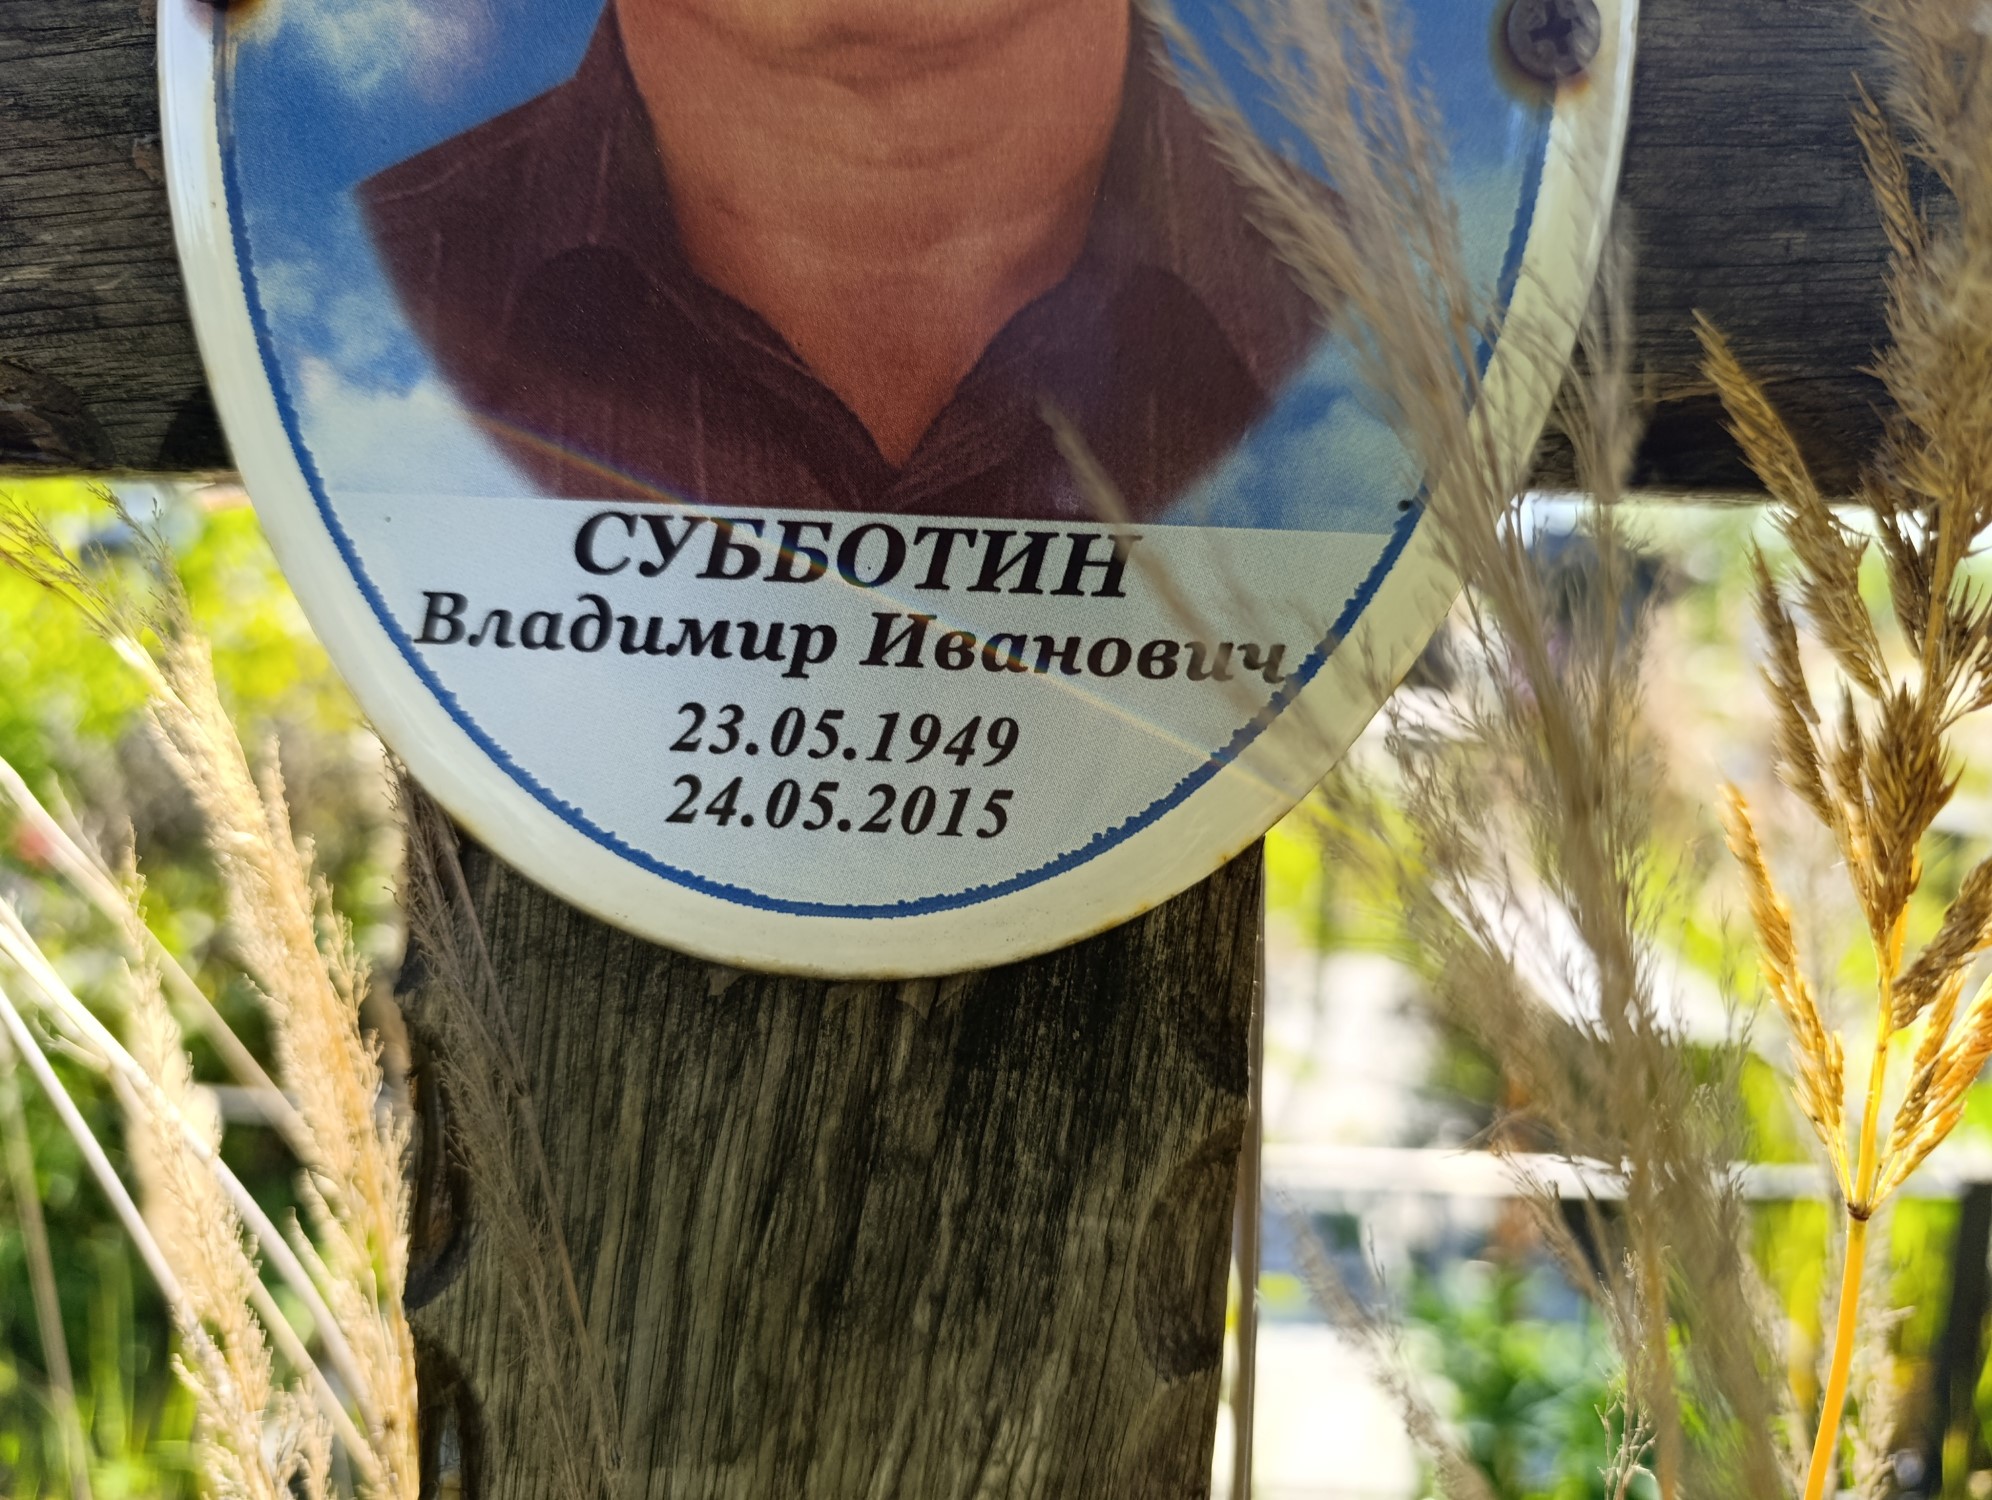 СУББОТИН
Владимир Иванович
23.05.1949
24.05.2015